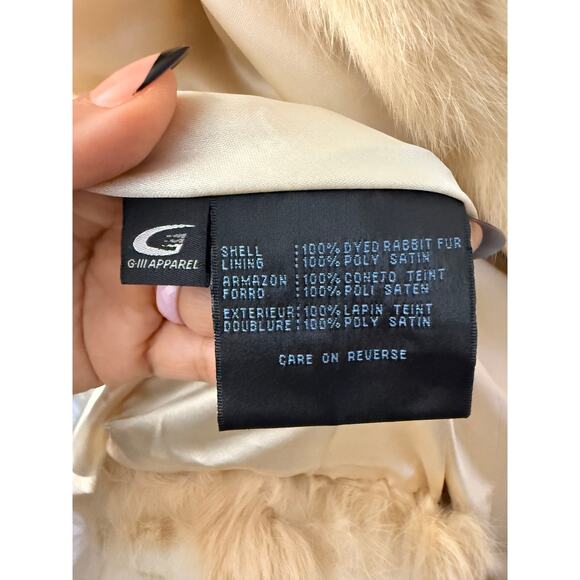 G
G-III APPAREL
SHELL :100% DYED RABBIT FUR
LINING :100% POLY SATIN
ARMAZON :100% CONEJO TEINT
FORRO :100% POLI SATEN
EXTERIEUR:100% LAPIN TEINT
DOUBLURE :100% POLY SATIN
CARE ON REVERSE